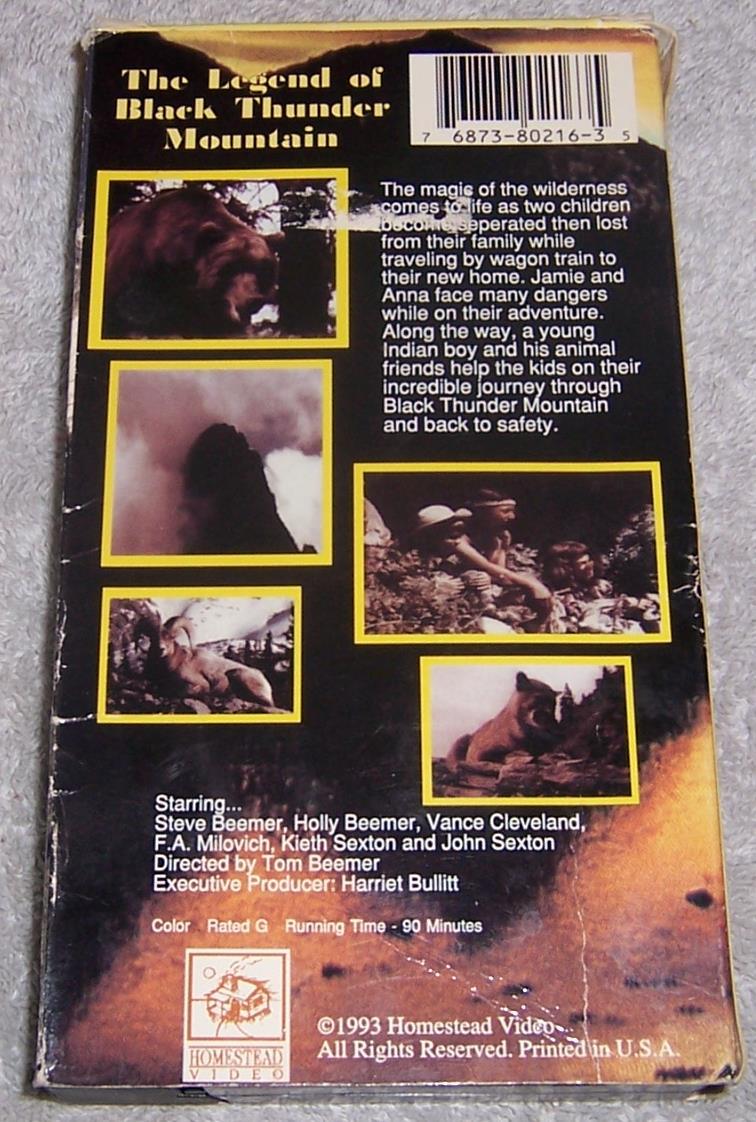 The Legend of
Black Thunder
Mountain
7 6873-80216-3 5
The magic of the wilderness
comes to life as two children
become seperated then lost
from their family while
traveling by wagon train to
their new home. Jamie and
Anna face many dangers
while on their adventure.
Along the way, a young
Indian boy and his animal
friends help the kids on their
incredible journey through
Black Thunder Mountain
and back to safety.
Starring...
Steve Beemer, Holly Beemer, Vance Cleveland,
F.A. Milovich, Kieth Sexton and John Sexton
Directed by Tom Beemer
Executive Producer: Harriet Bullitt
Color Rated G Running Time - 90 Minutes
HOMESTEAD
VIDEO
©1993 Homestead Video
All Rights Reserved. Printed in U.S.A.